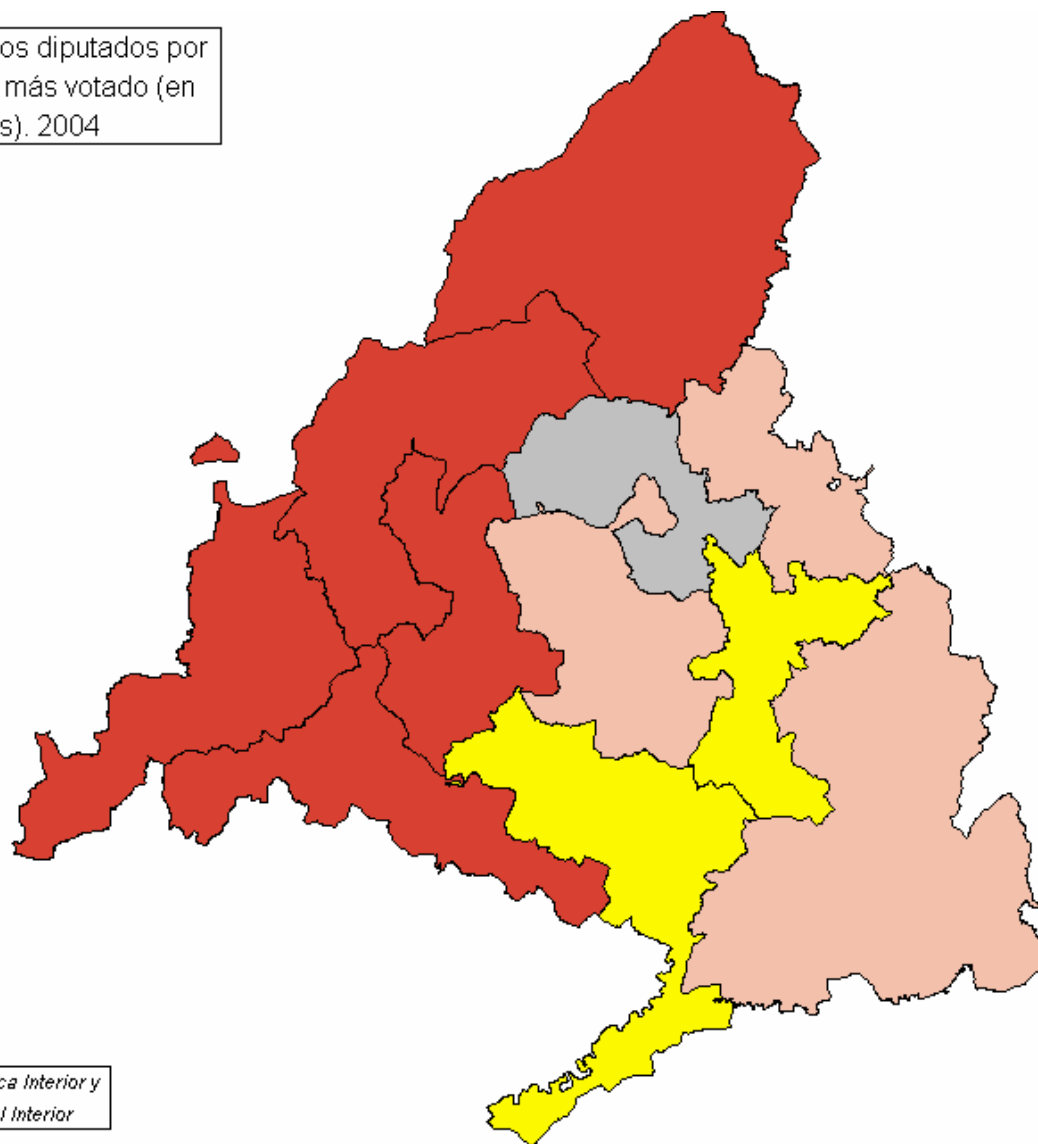 os diputados por
más votado (en
s). 2004
ca Interior y
l Interior